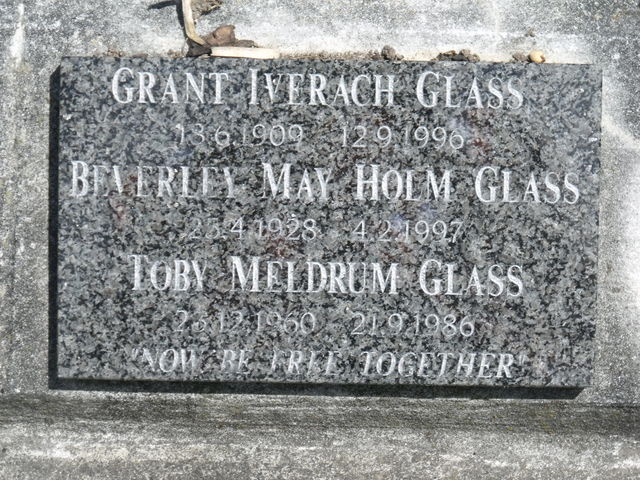 GRANT IVERACH GLASS
13.6.1909 12.9.1996
BEVERLEY MAY HOLM GLASS
23.4.1928 4.2.1997
TOBY MELDRUM GLASS
23.12.1960 21.9.1986
"NOW BE FREE TOGETHER"